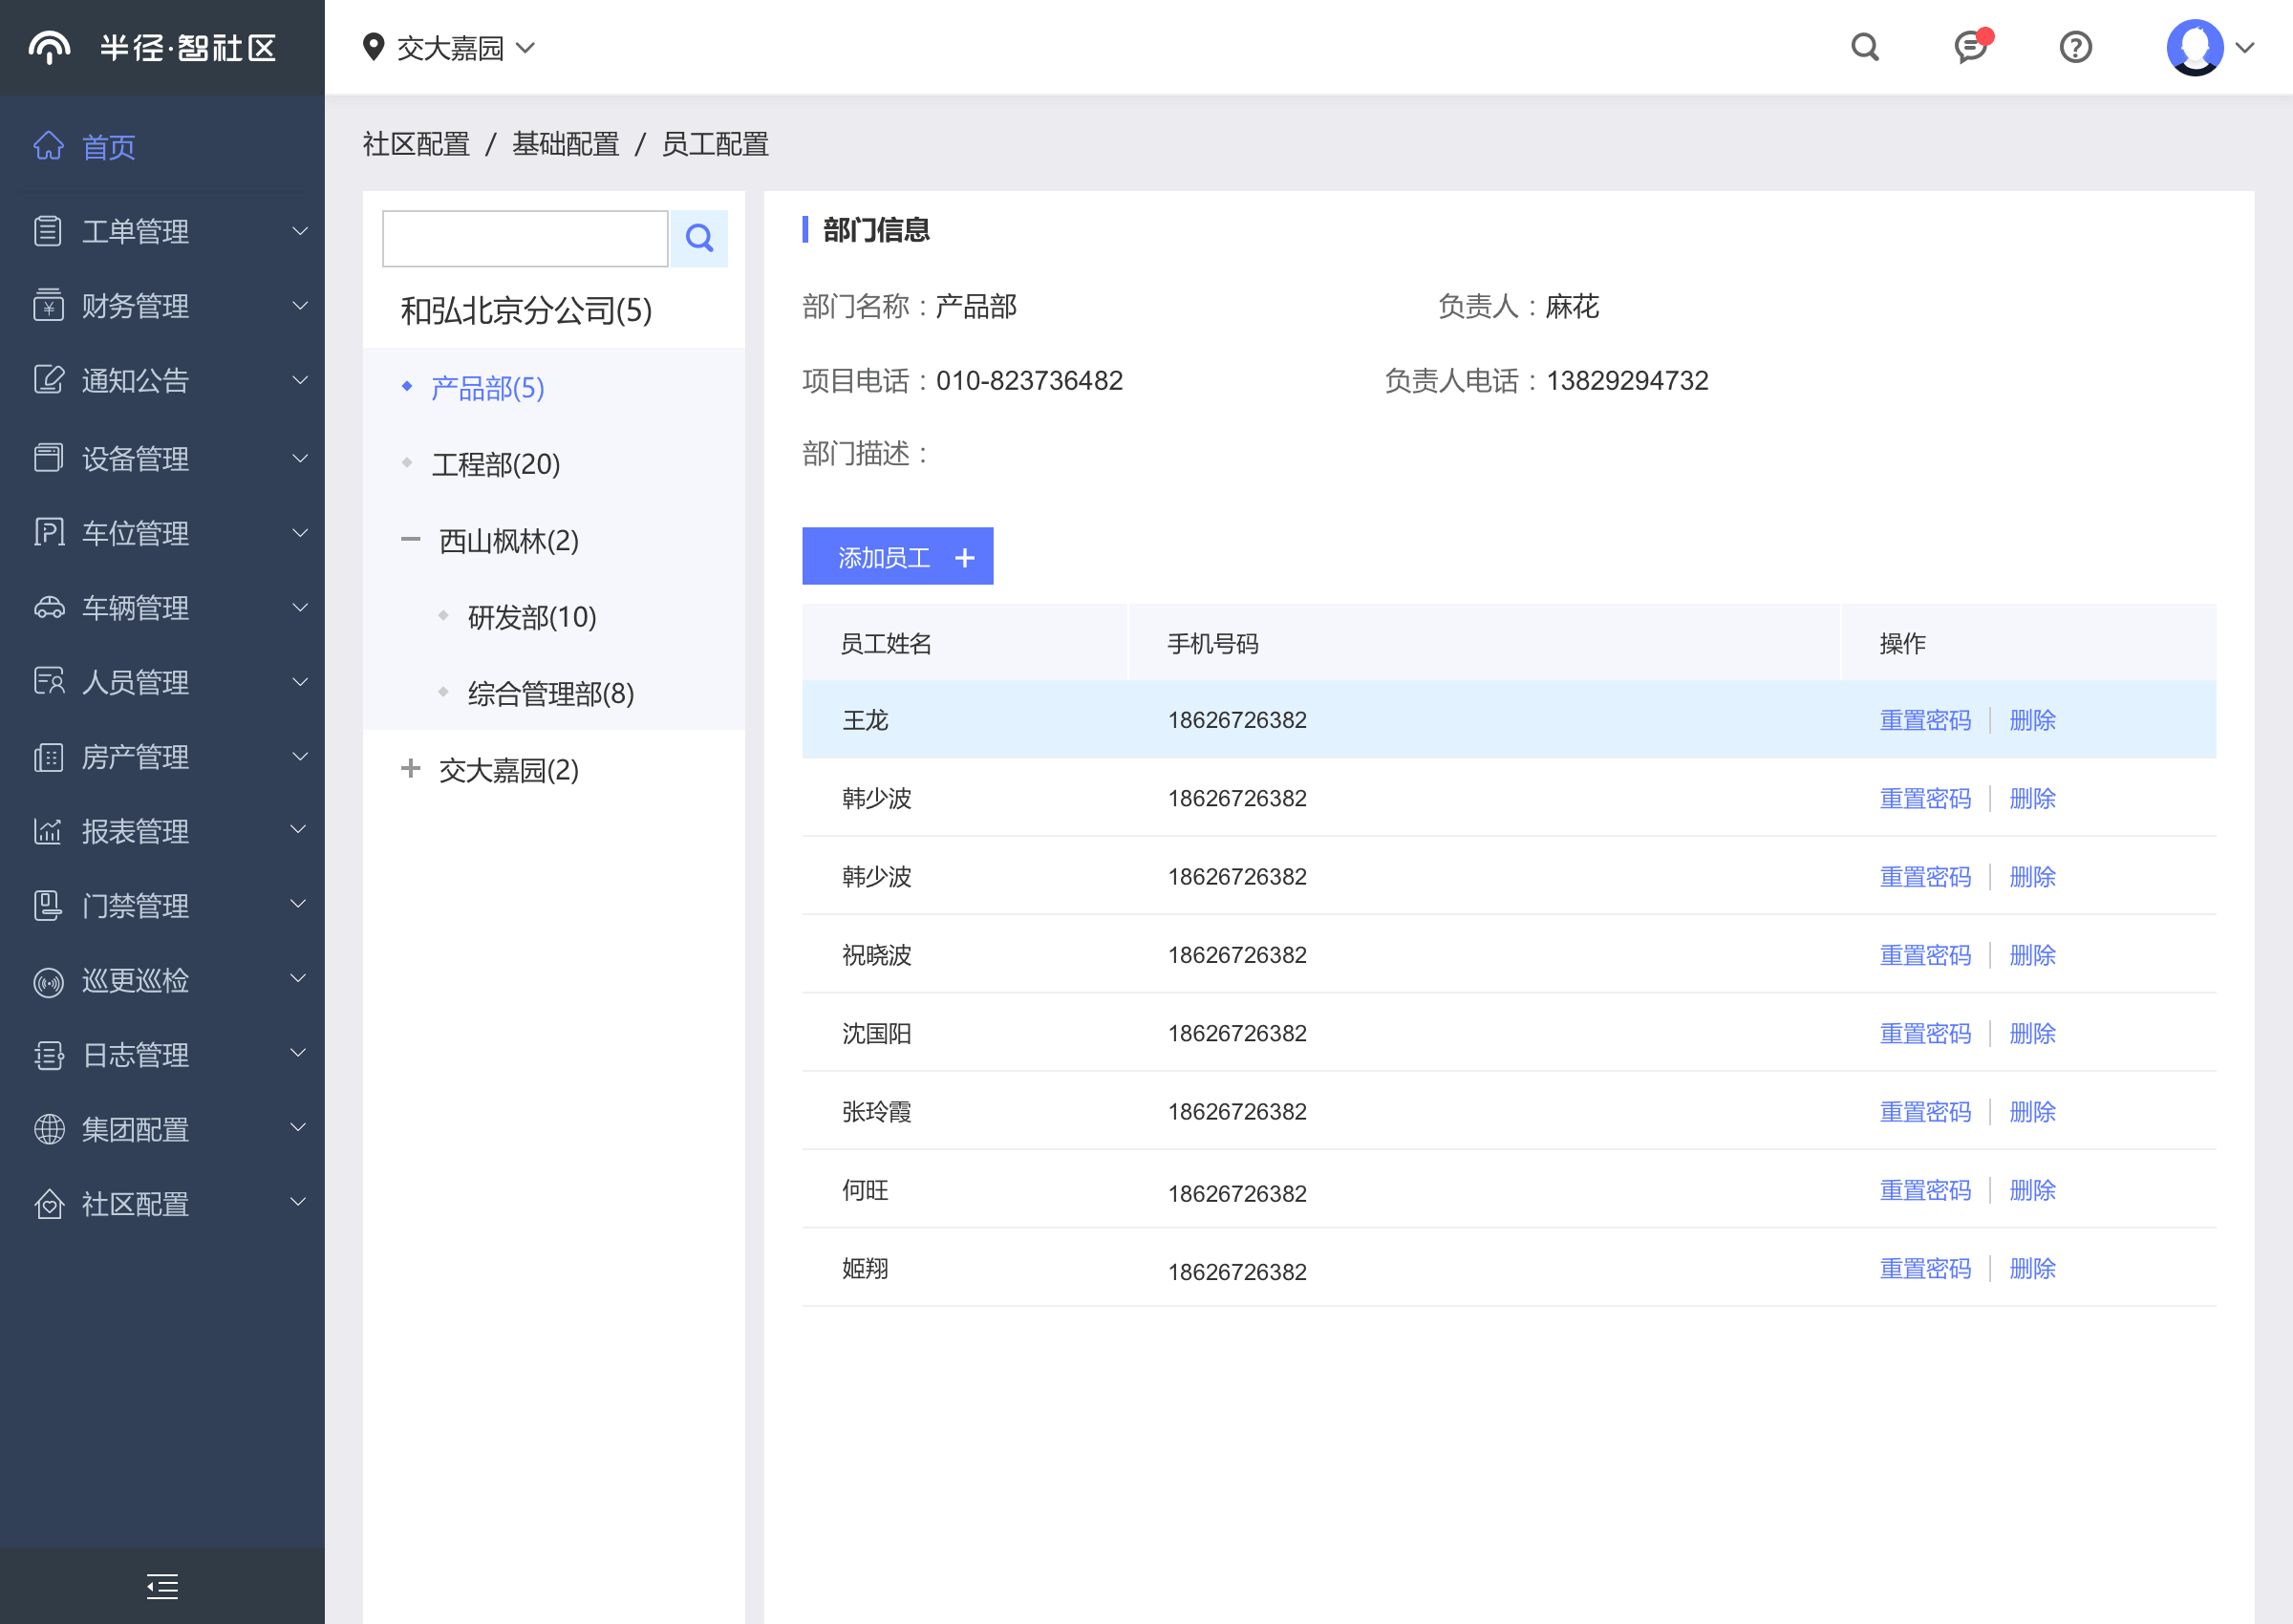 半径·智社区
交大嘉园
首页
工单管理
财务管理
通知公告
设备管理
车位管理
车辆管理
人员管理
房产管理
报表管理
门禁管理
巡更巡检
日志管理
集团配置
社区配置
社区配置 / 基础配置 / 员工配置
和弘北京分公司(5)
产品部(5)
工程部(20)
西山枫林(2)
研发部(10)
综合管理部(8)
交大嘉园(2)
部门信息
部门名称：产品部 负责人：麻花
项目电话：010-823736482 负责人电话：13829294732
部门描述：
添加员工 +
员工姓名 手机号码 操作
王龙 18626726382 重置密码 删除
韩少波 18626726382 重置密码 删除
韩少波 18626726382 重置密码 删除
祝晓波 18626726382 重置密码 删除
沈国阳 18626726382 重置密码 删除
张玲霞 18626726382 重置密码 删除
何旺 18626726382 重置密码 删除
姬翔 18626726382 重置密码 删除